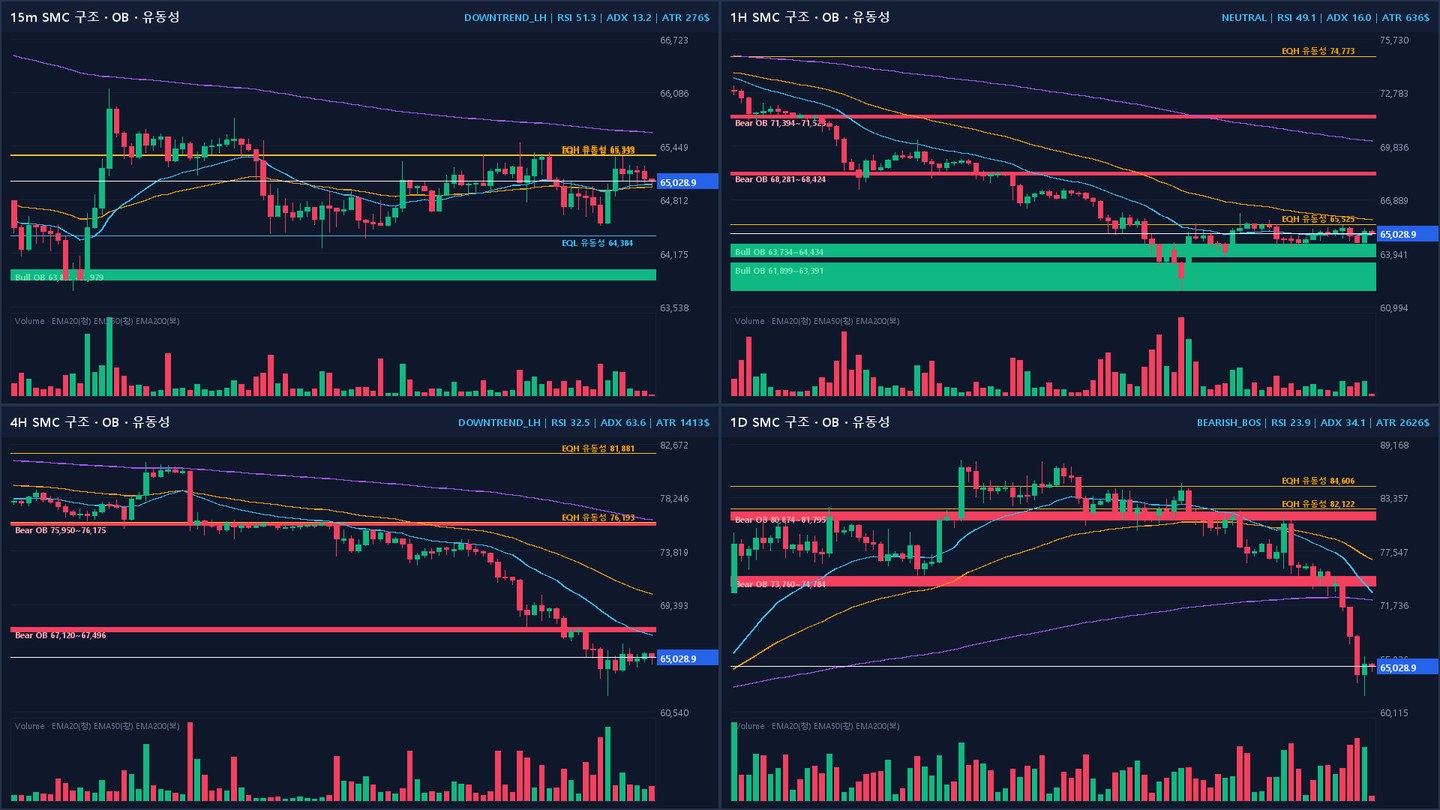 15m SMC 구조 · OB · 유동성
DOWNTREND_LH | RSI 51.3 | ADX 13.2 | ATR 276$
66,723
66,086
65,449
64,812
64,175
63,538
EQH 유동성
65,028.9
EQL 유동성 64,384
Bull OB
Volume · EMA20(청) EMA50(황) EMA200(보)
1H SMC 구조 · OB · 유동성
NEUTRAL | RSI 49.1 | ADX 16.0 | ATR 636$
75,730
72,783
69,836
66,889
63,941
60,994
EQH 유동성 74,773
Bear OB 71,394~71,525
Bear OB 68,281~68,424
EQH 유동성 65,525
65,028.9
Bull OB 63,734~64,434
Bull OB 61,899~63,391
Volume · EMA20(청) EMA50(황) EMA200(보)
4H SMC 구조 · OB · 유동성
DOWNTREND_LH | RSI 32.5 | ADX 63.6 | ATR 1413$
82,672
78,246
73,819
69,393
60,540
EQH 유동성 81,881
EQH 유동성 76,193
Bear OB 75,950~76,175
Bear OB 67,120~67,496
65,028.9
Volume · EMA20(청) EMA50(황) EMA200(보)
1D SMC 구조 · OB · 유동성
BEARISH_BOS | RSI 23.9 | ADX 34.1 | ATR 2626$
89,168
83,357
77,547
71,736
60,115
EQH 유동성 84,606
EQH 유동성 82,122
Bear OB 80,874~81,795
Bear OB 73,760~74,784
65,028.9
Volume · EMA20(청) EMA50(황) EMA200(보)